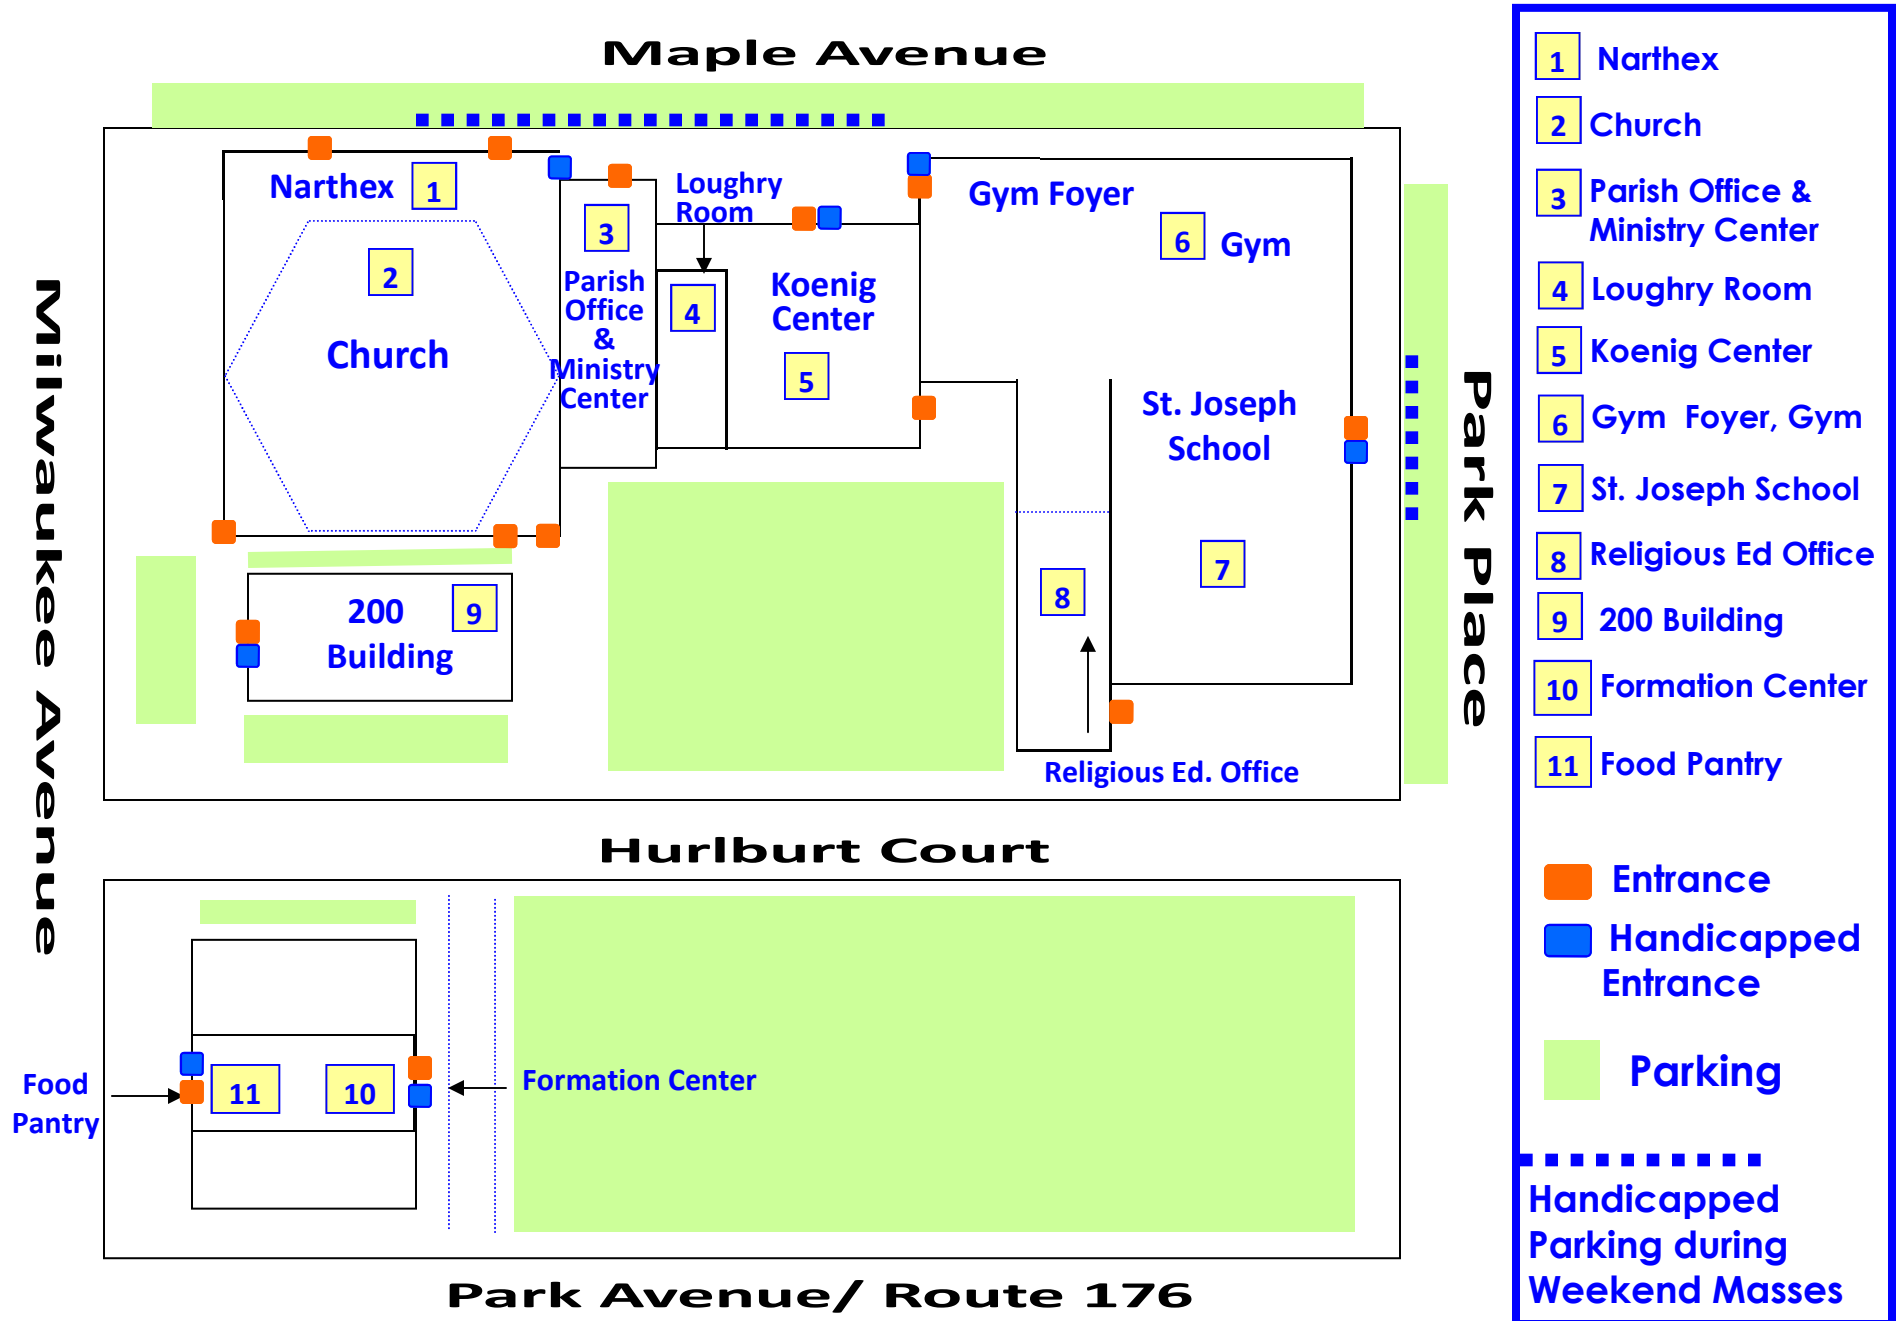 Maple Avenue
Narthex
1
2
Church
3
Parish
Office
&
Ministry
Center
Loughry
Room
4
Koenig
Center
5
Gym Foyer
6
Gym
St. Joseph
School
7
8
Religious Ed. Office
200
Building
9
Milwaukee Avenue
Park Place
Hurlburt Court
Food
Pantry
11
10
Formation Center
Park Avenue/ Route 176
1 Narthex
2 Church
3 Parish Office &
Ministry Center
4 Loughry Room
5 Koenig Center
6 Gym Foyer, Gym
7 St. Joseph School
8 Religious Ed Office
9 200 Building
10 Formation Center
11 Food Pantry
Entrance
Handicapped
Entrance
Parking
Handicapped
Parking during
Weekend Masses